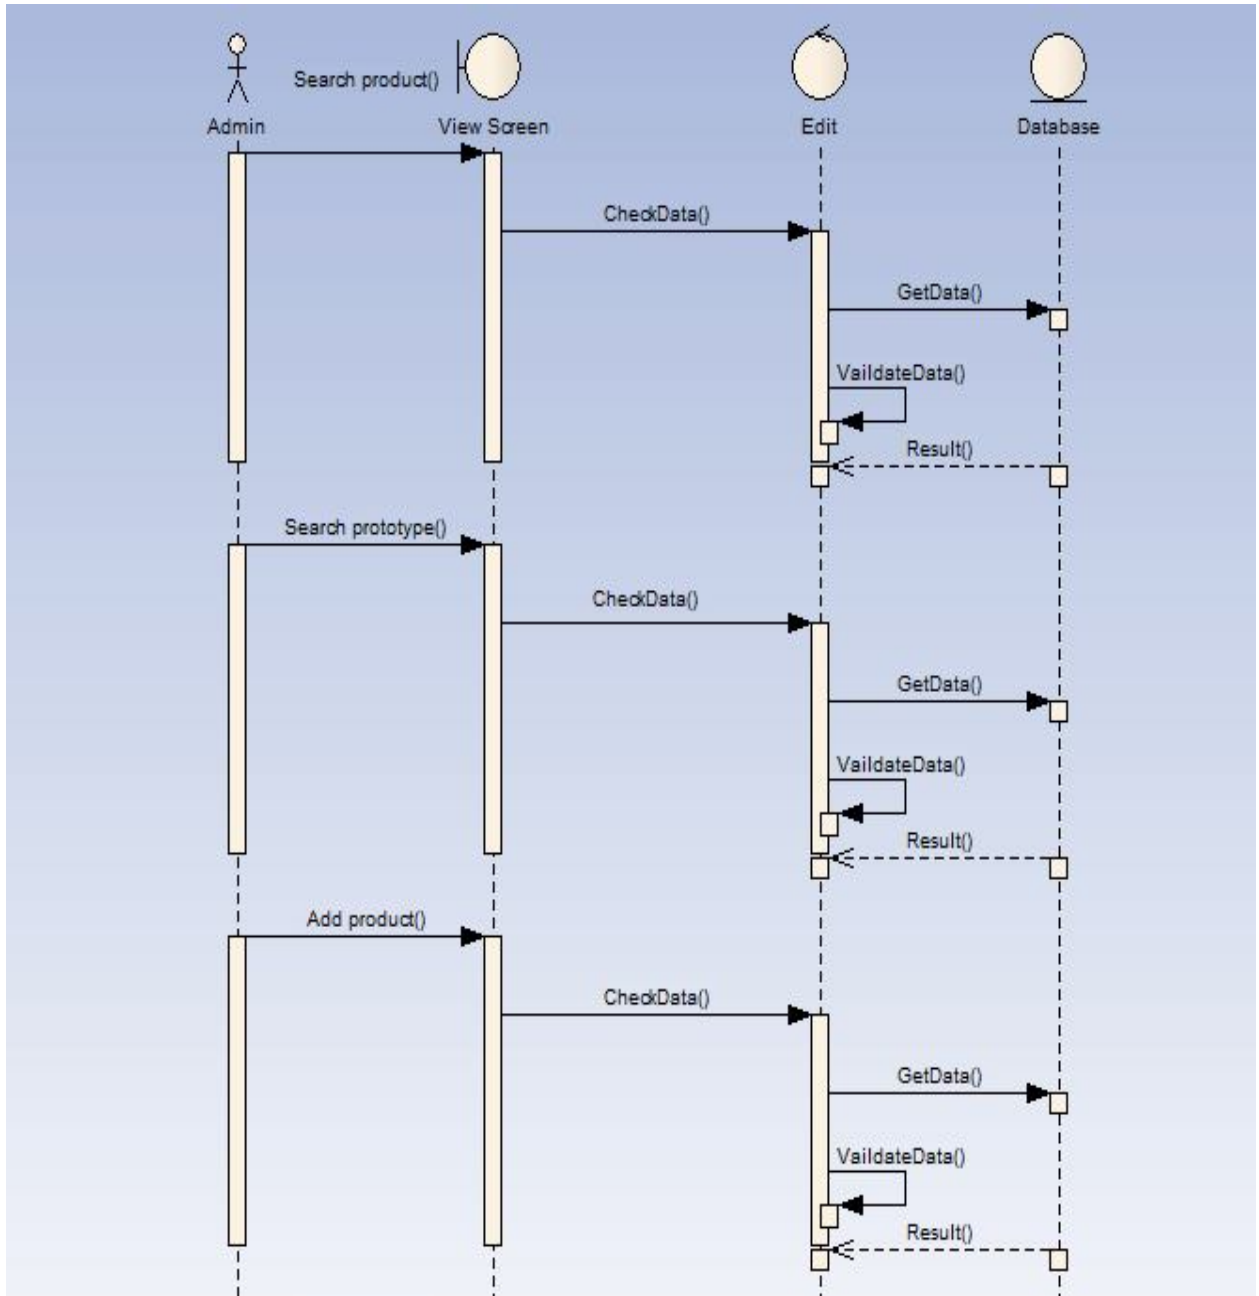 Search product()
Admin
View Screen
Edit
Database
CheckData()
GetData()
VaildateData()
Result()
Search prototype()
CheckData()
GetData()
VaildateData()
Result()
Add product()
CheckData()
GetData()
VaildateData()
Result()